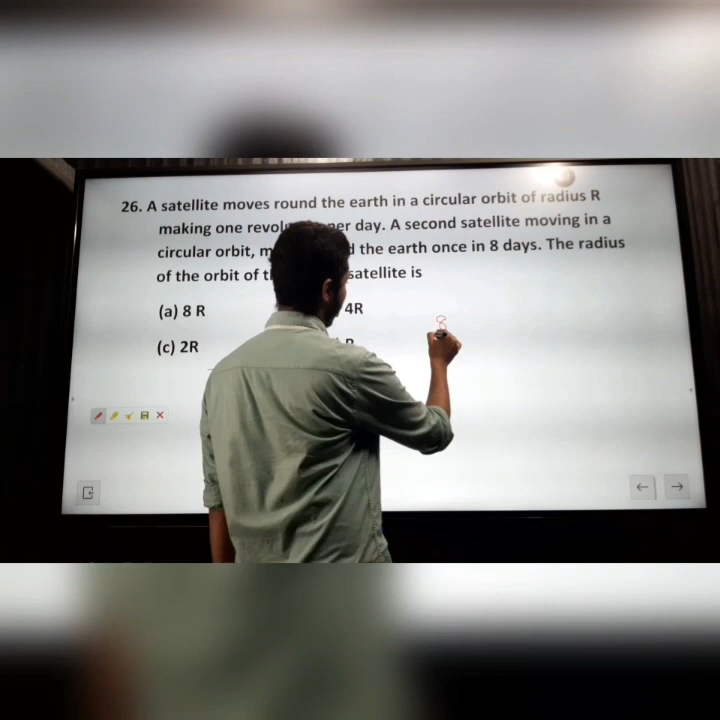 26. A satellite moves round the earth in a circular orbit of radius R
making one per day. A second satellite moving in a
circular orbit, the earth once in 8 days. The radius
of the orbit of satellite is
(a) 8 R 4R
(c) 2R
8